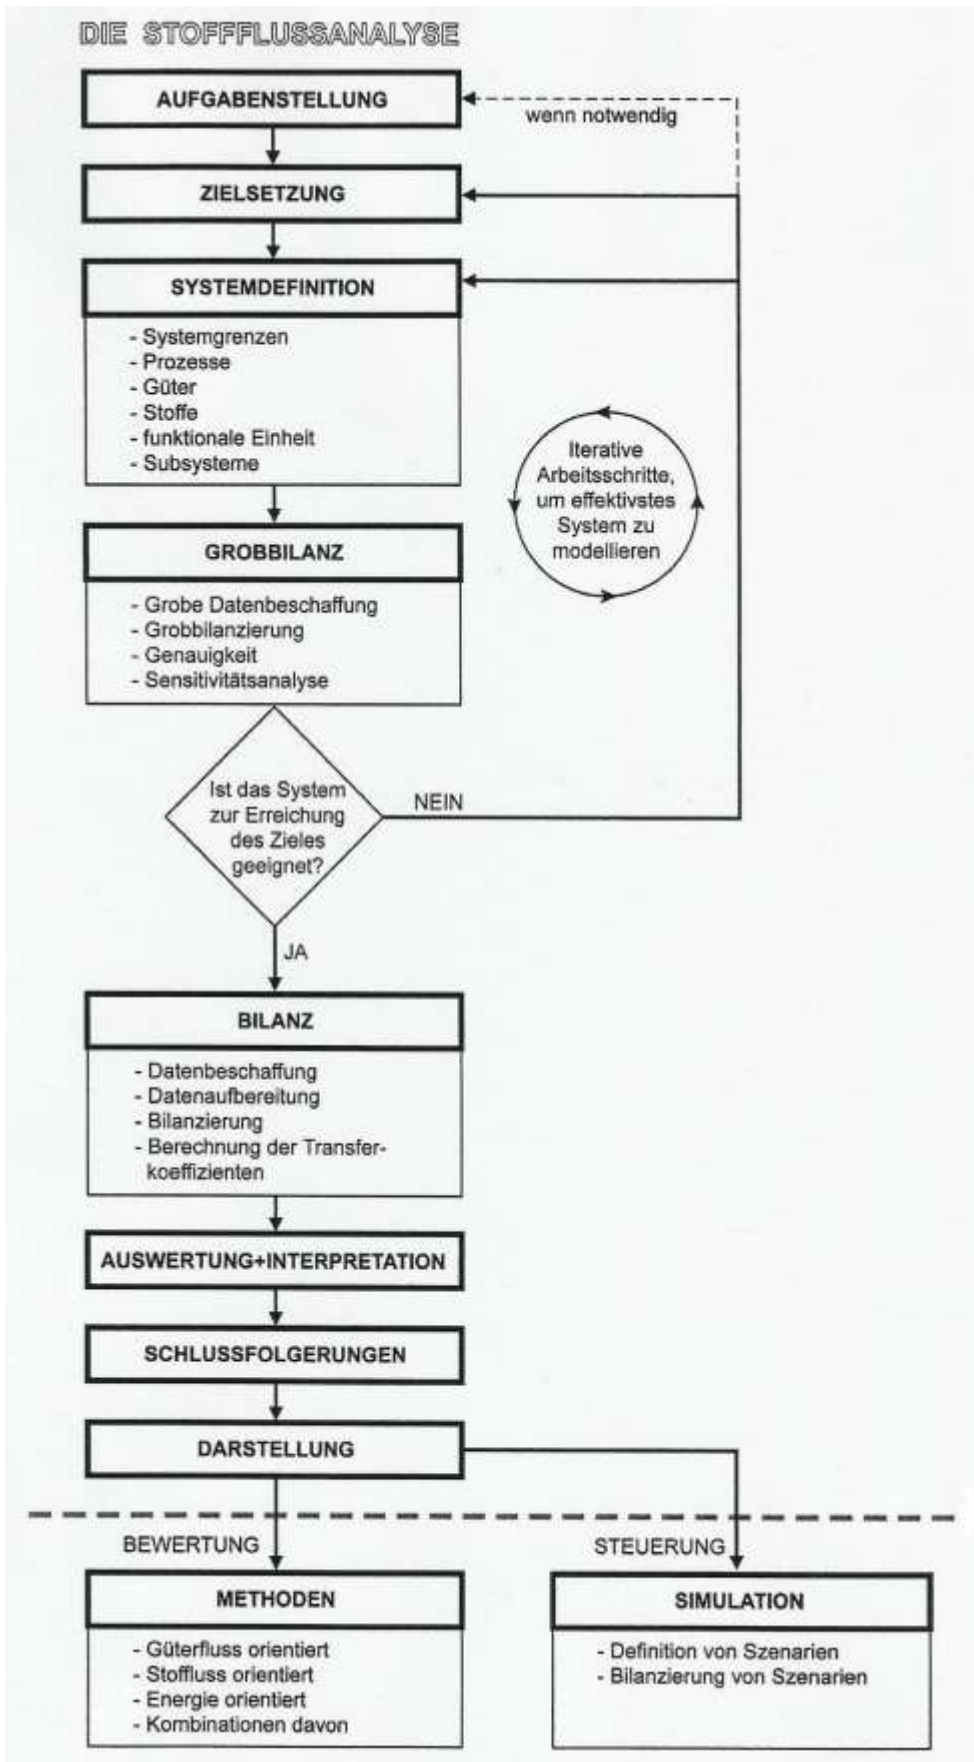 DIE STOFFFLUSSANALYSE
AUFGABENSTELLUNG
wenn notwendig
ZIELSETZUNG
SYSTEMDEFINITION
- Systemgrenzen
- Prozesse
- Güter
- Stoffe
- funktionale Einheit
- Subsysteme
Iterative
Arbeitsschritte,
um effektivstes
System zu
modellieren
GROBBILANZ
- Grobe Datenbeschaffung
- Grobbilanzierung
- Genauigkeit
- Sensitivitätsanalyse
Ist das System
zur Erreichung
des Zieles
geeignet?
NEIN
JA
BILANZ
- Datenbeschaffung
- Datenaufbereitung
- Bilanzierung
- Berechnung der Transfer-
koeffizienten
AUSWERTUNG+INTERPRETATION
SCHLUSSFOLGERUNGEN
DARSTELLUNG
BEWERTUNG
STEUERUNG
METHODEN
- Güterfluss orientiert
- Stoffluss orientiert
- Energie orientiert
- Kombinationen davon
SIMULATION
- Definition von Szenarien
- Bilanzierung von Szenarien